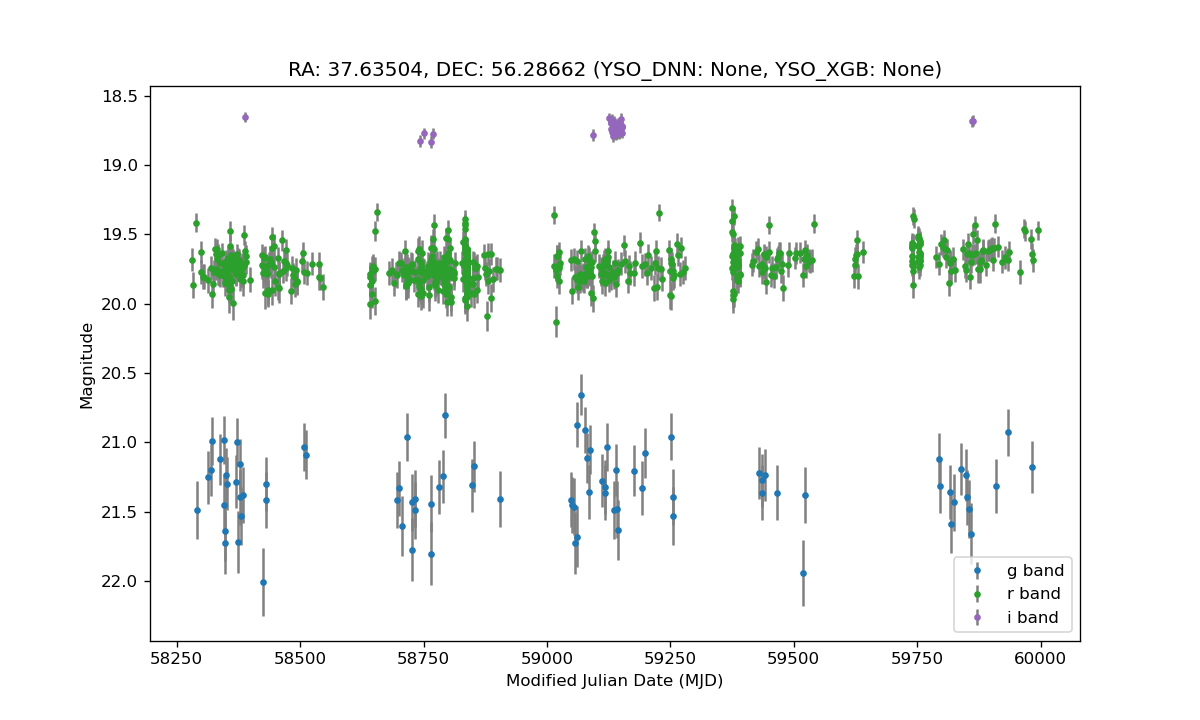 RA: 37.63504, DEC: 56.28662 (YSO_DNN: None, YSO_XGB: None)
18.5
19.0
19.5
20.0
20.5
21.0
21.5
22.0
Magnitude
g band
r band
i band
58250 58500 58750 59000 59250 59500 59750 60000
Modified Julian Date (MJD)